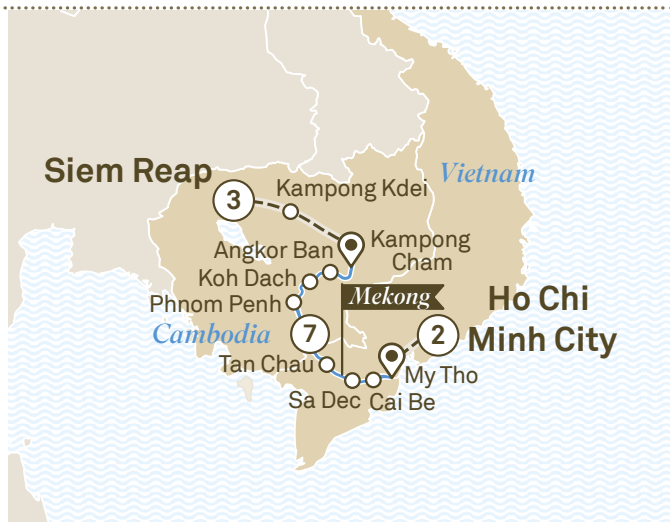 Siem Reap
3
Kampong Kdei
Vietnam
Angkor Ban
Kampong
Cham
Koh Dach
Phnom Penh
Mekong
Ho Chi
Minh City
Cambodia
7
2
Tan Chau
My Tho
Sa Dec
Cai Be